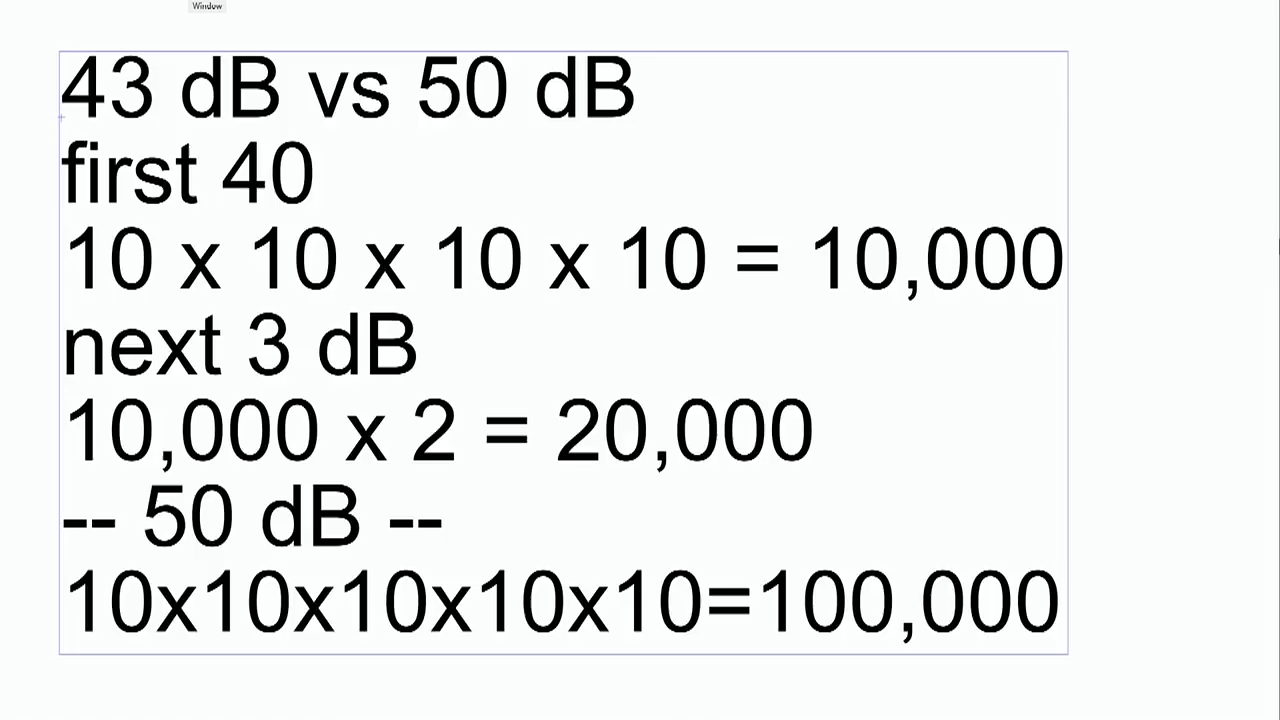 Window
43 dB vs 50 dB
first 40
10 x 10 x 10 x 10 = 10,000
next 3 dB
10,000 x 2 = 20,000
-- 50 dB --
10x10x10x10x10=100,000